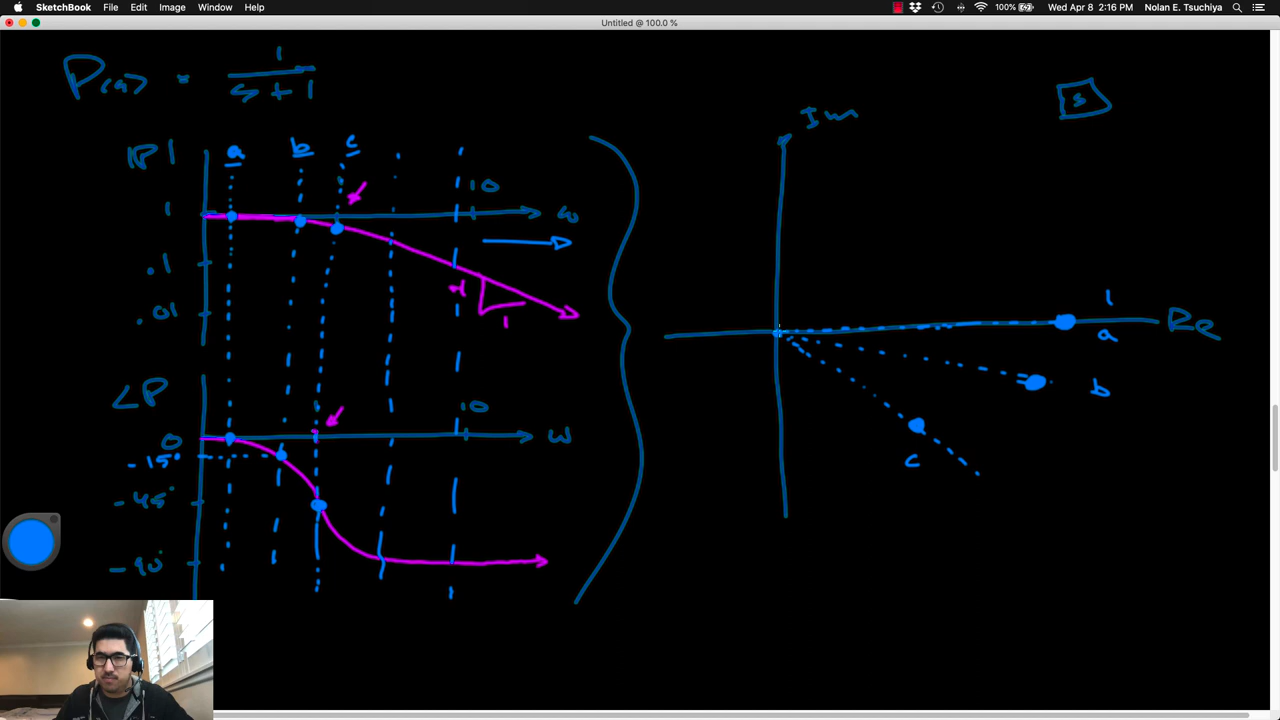 SketchBook File Edit Image Window Help 100% Wed Apr 8 2:16 PM Nolan E. Tsuchiya
Untitled @ 100.0 %
P(s) = 1
s + 1
Im
s
|P|
a b c
10
1
ω
.1
-1
1
.01
1
Re
a
b
c
∠P
10
0
ω
-15°
-45°
-90°